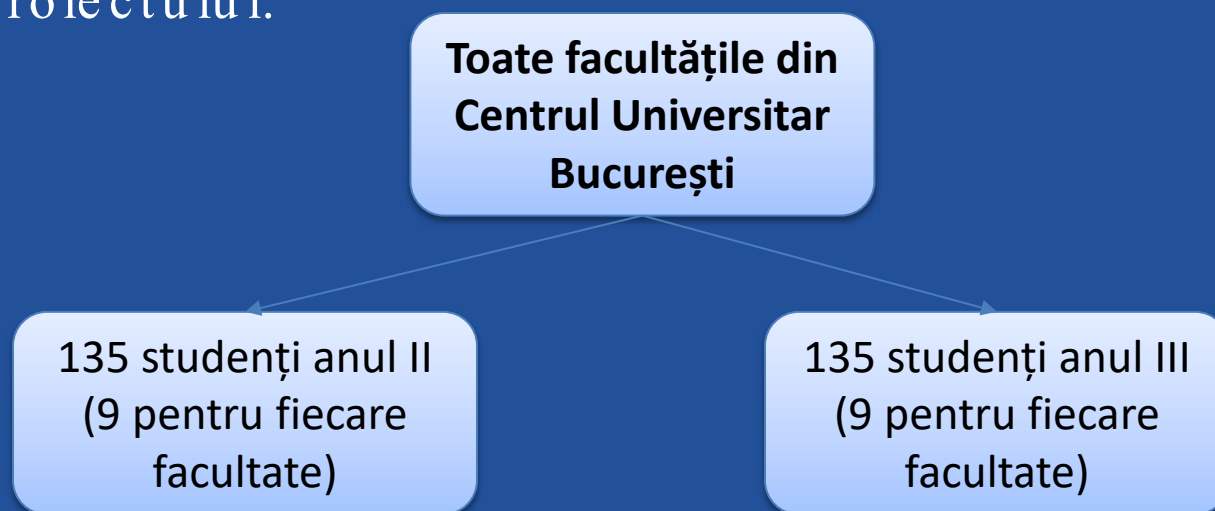 roiectului.
Toate facultățile din
Centrul Universitar
București
135 studenți anul II
(9 pentru fiecare
facultate)
135 studenți anul III
(9 pentru fiecare
facultate)